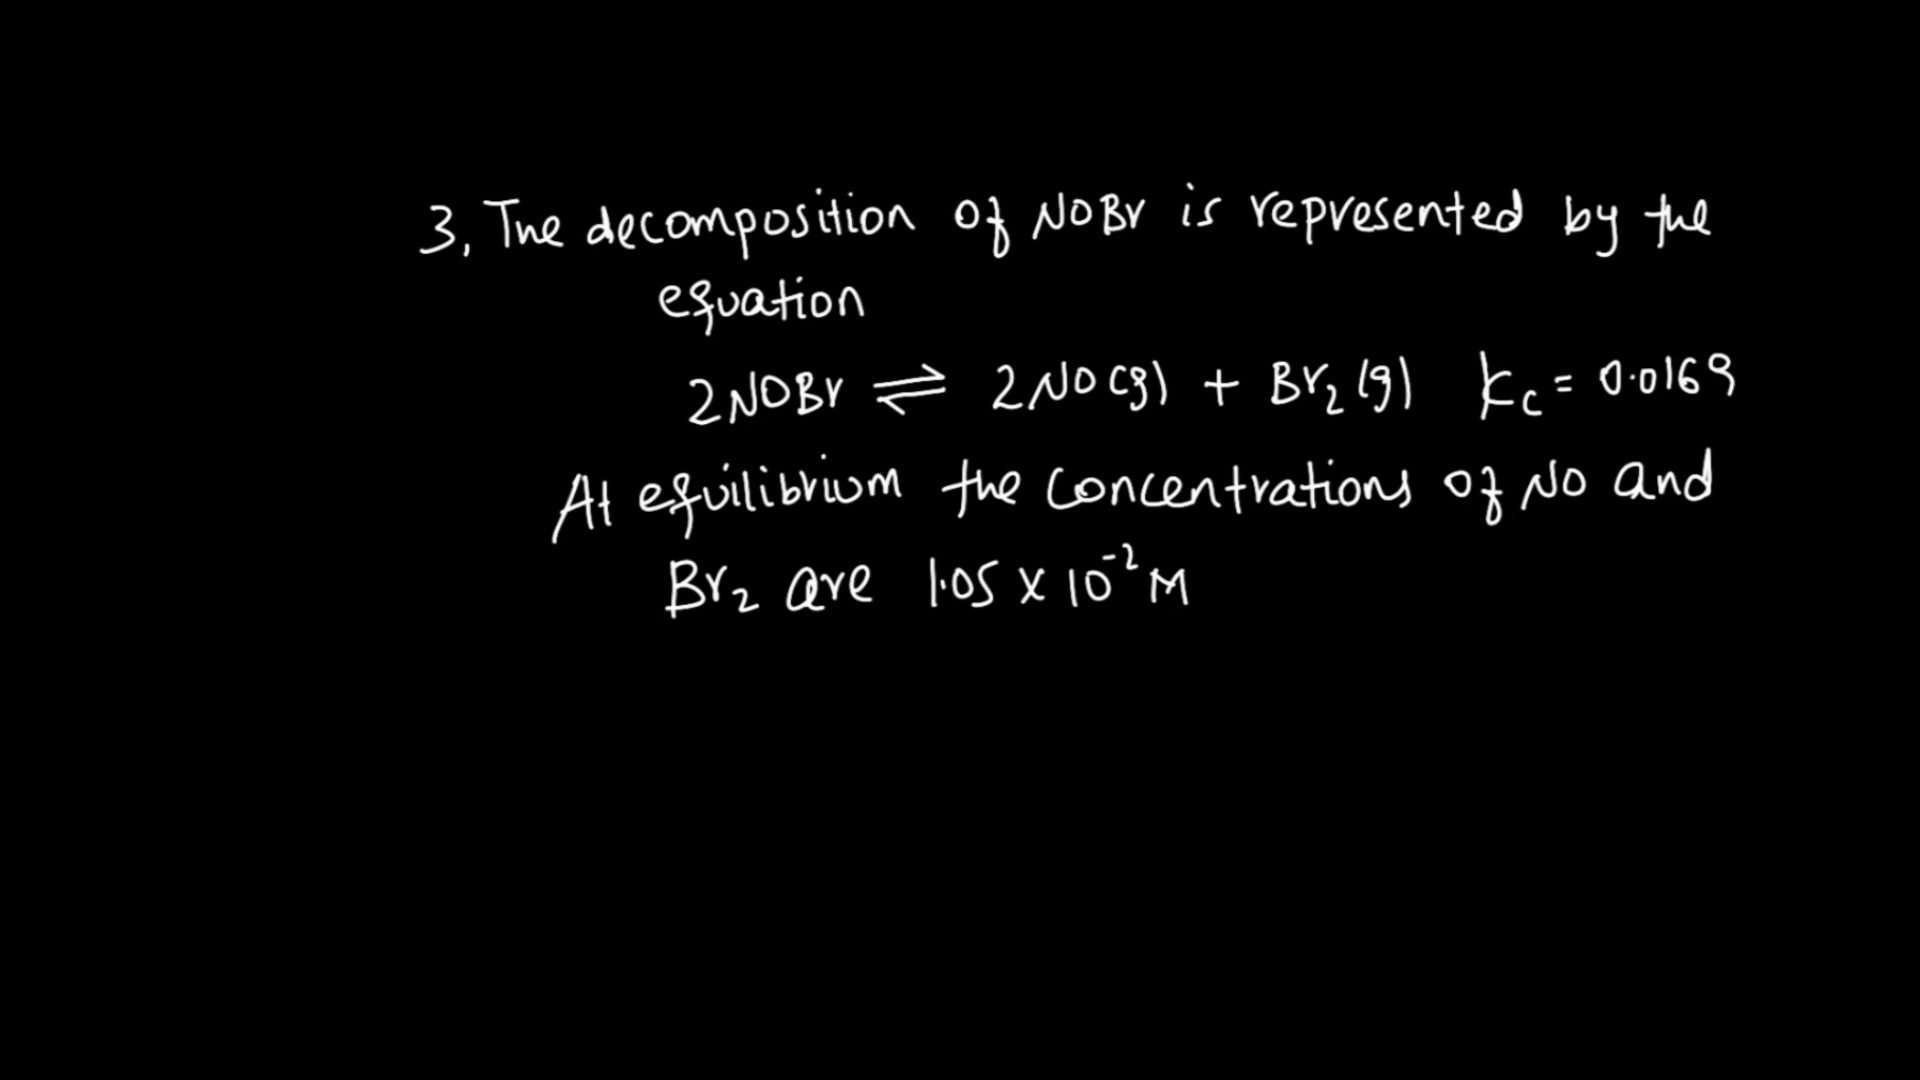 3, The decomposition of NOBr is represented by the
equation
2NOBr ⇌ 2NO(g) + Br₂(g) Kc = 0.0169
At equilibrium the concentrations of NO and
Br₂ are 1.05 x 10⁻² M